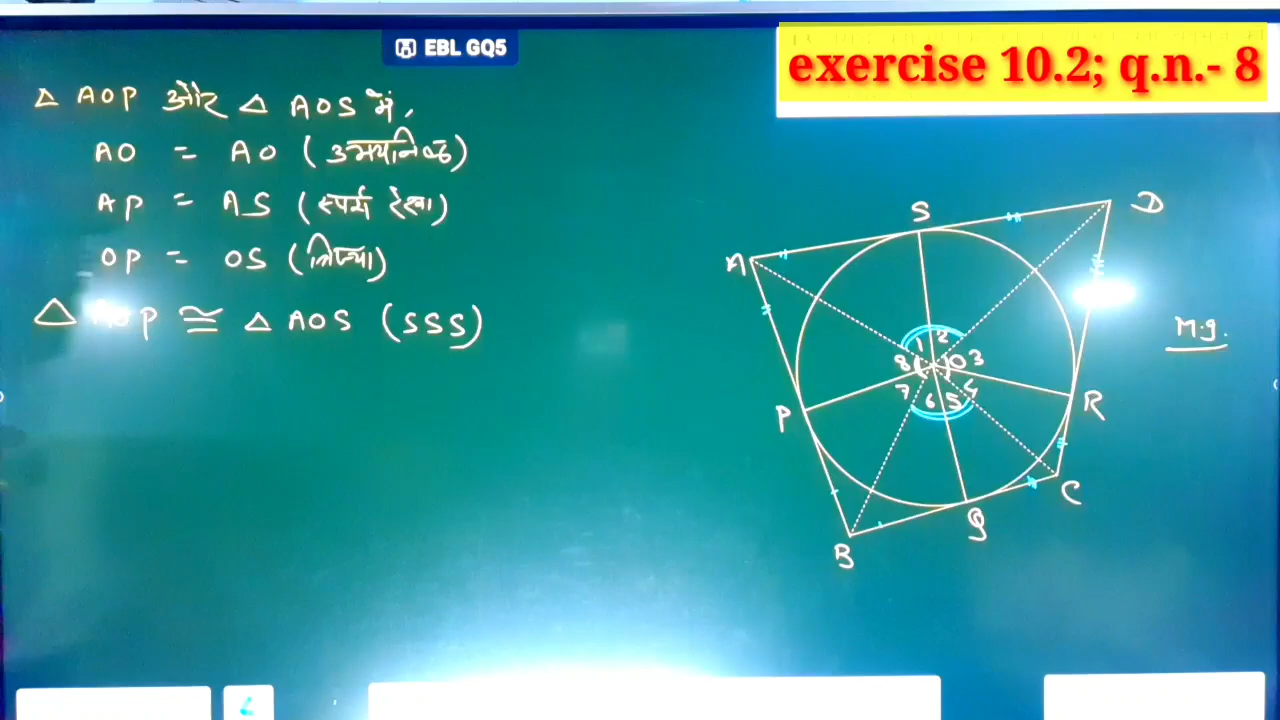 EBL GQ5
exercise 10.2; q.n.- 8
△ AOP और △ AOS में,
AO = AO (उभयनिष्ठ)
AP = AS (स्पर्श रेखा)
OP = OS (त्रिज्या)
△ AOP ≅ △ AOS (SSS)
S
D
A
1 2
8 O 3
7 4
6 5
P
R
C
Q
B
M.g.